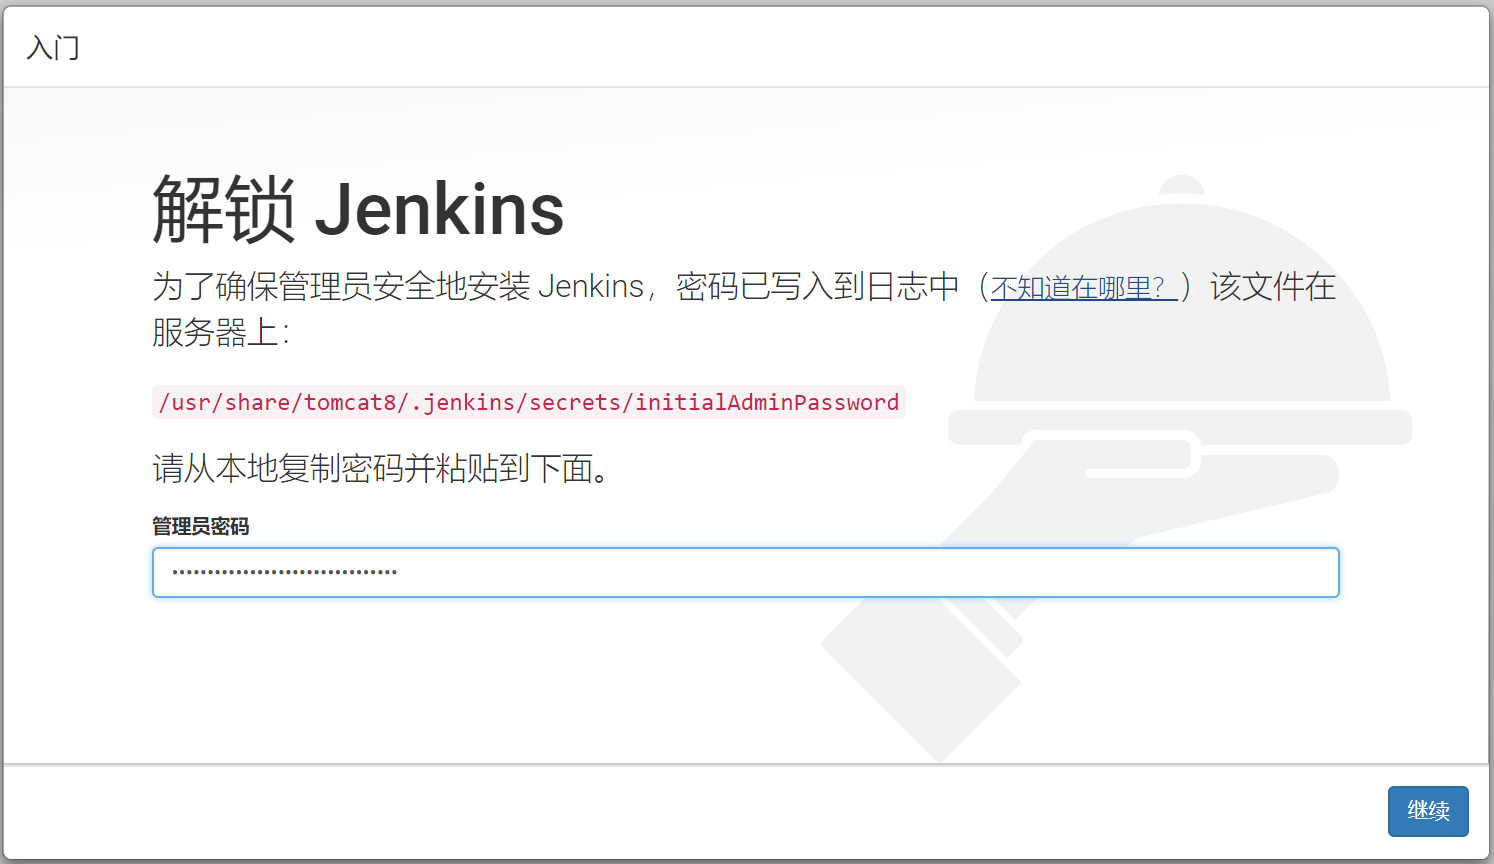 入门
解锁 Jenkins
为了确保管理员安全地安装 Jenkins，密码已写入到日志中（不知道在哪里？）该文件在
服务器上：
/usr/share/tomcat8/.jenkins/secrets/initialAdminPassword
请从本地复制密码并粘贴到下面。
管理员密码
••••••••••••••••••••••••••••••••
继续